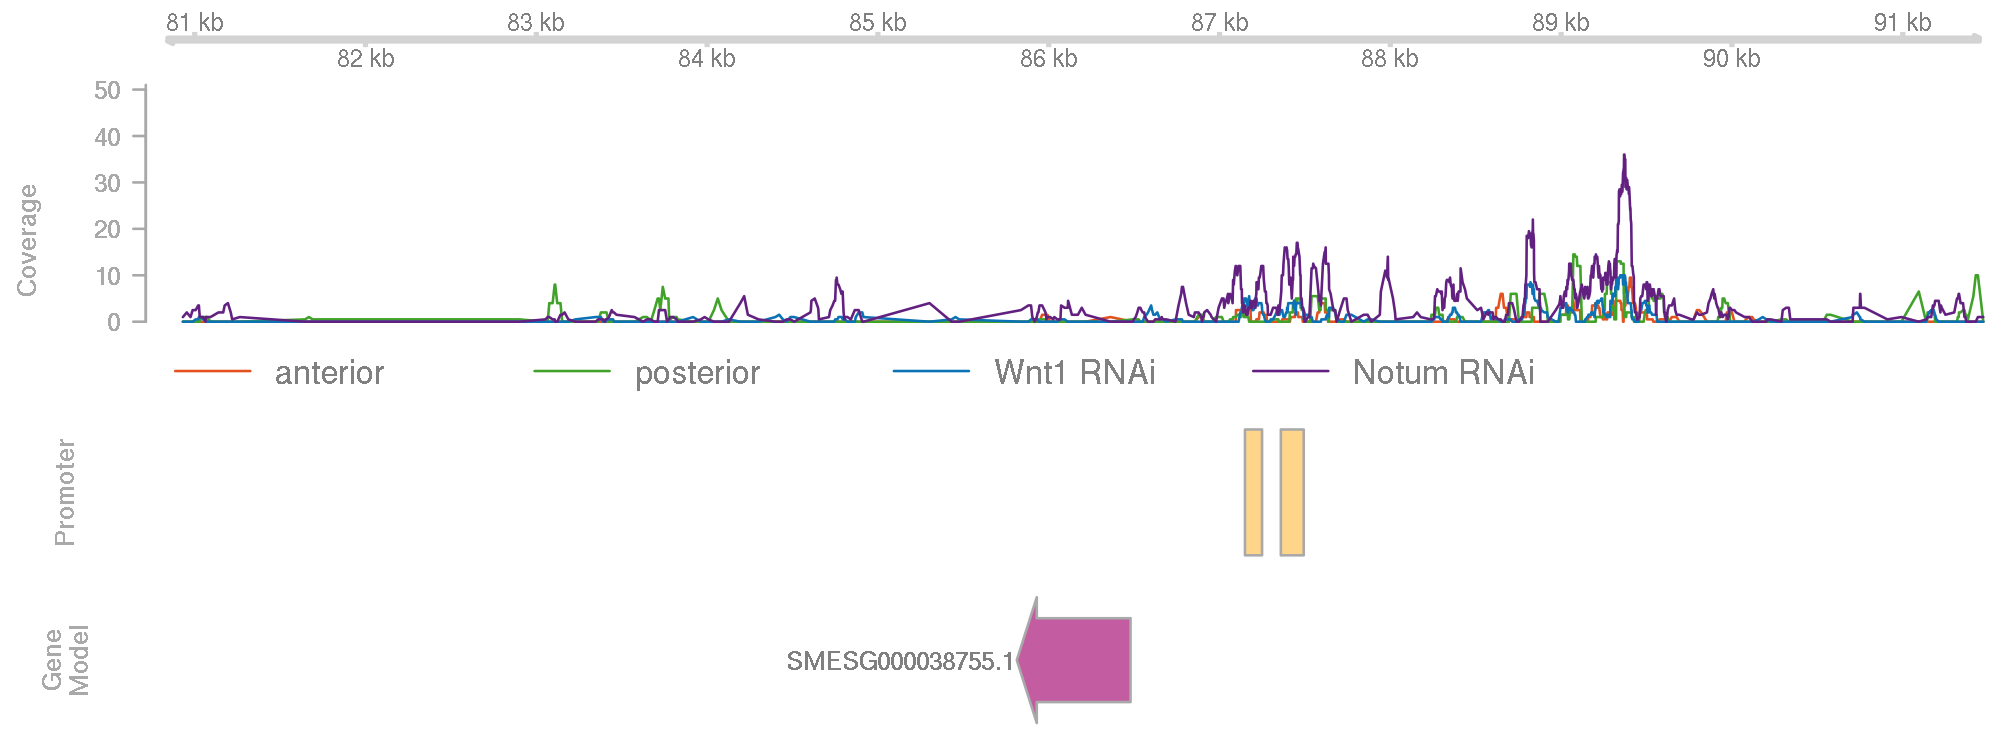 81 kb 83 kb 85 kb 87 kb 89 kb 91 kb
82 kb 84 kb 86 kb 88 kb 90 kb
50
40
30
20
10
0
Coverage
anterior posterior Wnt1 RNAi Notum RNAi
Promoter
Gene
Model
SMESG000038755.1